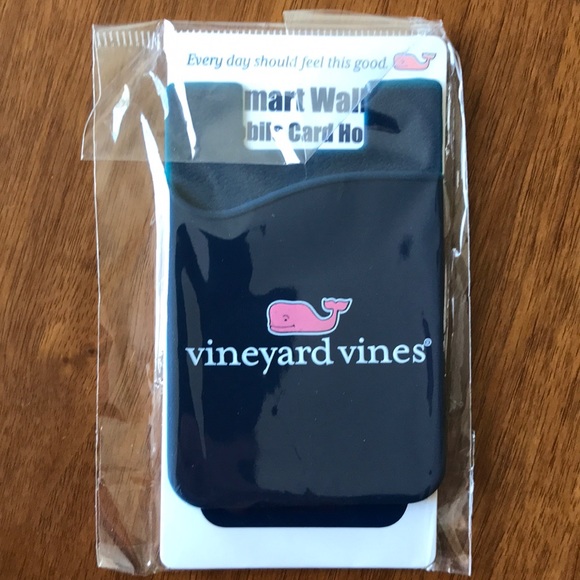 Every day should feel this good
mart Wall
bile Card Ho
vineyard vines®